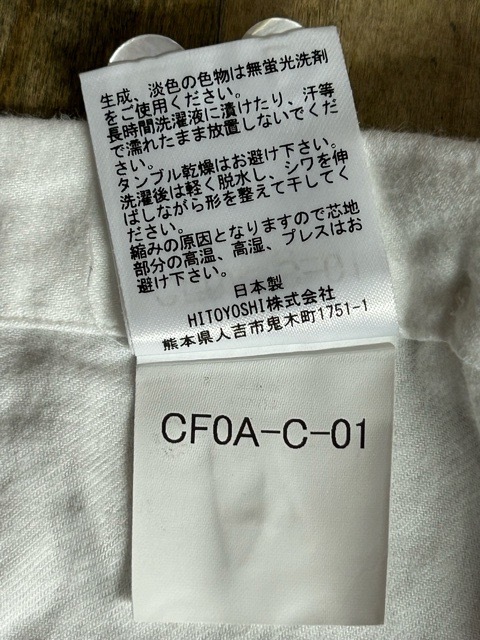 生成、淡色の色物は無蛍光洗剤
をご使用ください。
長時間洗濯液に漬けたり、汗等
で濡れたまま放置しないでくだ
さい。
タンブル乾燥はお避け下さい。
洗濯後は軽く脱水し、シワを伸
ばしながら形を整えて干してく
ださい。
縮みの原因となりますので芯地
部分の高温、高湿、プレスはお
避け下さい。
日本製
HITOYOSHI株式会社
熊本県人吉市鬼木町1751-1
CF0A-C-01